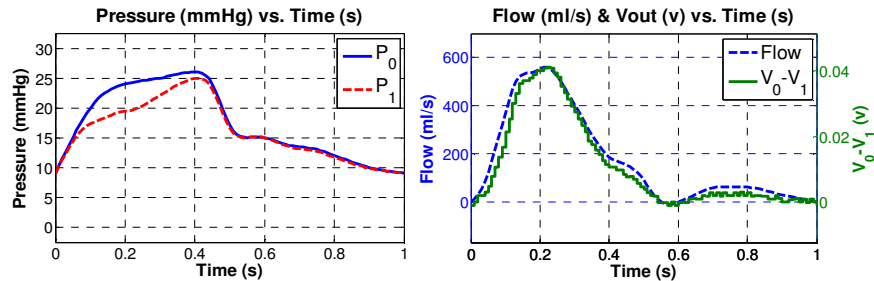 Pressure (mmHg) vs. Time (s)
Pressure (mmHg)
30
25
20
15
10
5
0
P0
P1
0 0.2 0.4 0.6 0.8 1
Time (s)
Flow (ml/s) & Vout (v) vs. Time (s)
Flow (ml/s)
600
400
200
0
Flow
V0-V1
0.04
0.02
0
V0-V1 (v)
0 0.2 0.4 0.6 0.8 1
Time (s)